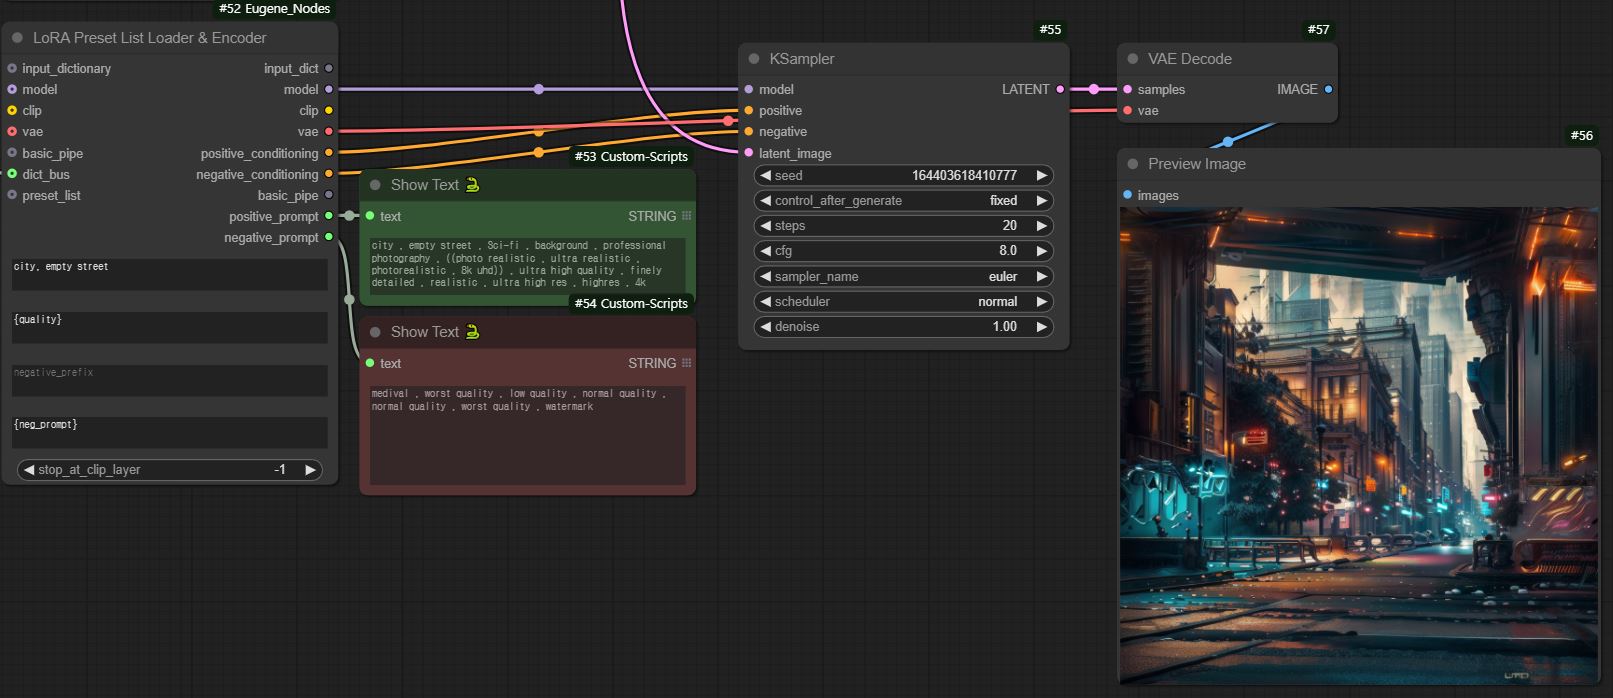 #52 Eugene_Nodes
LoRA Preset List Loader & Encoder
input_dictionary input_dict
model model
clip clip
vae vae
basic_pipe positive_conditioning
dict_bus negative_conditioning
preset_list basic_pipe
positive_prompt
negative_prompt
city, empty street
{quality}
negative_prefix
{neg_prompt}
stop_at_clip_layer -1
#53 Custom-Scripts
Show Text
text STRING
city , empty street , Sci-fi , background , professional
photography , ((photo realistic , ultra realistic ,
photorealistic , 8k uhd)) , ultra high quality , finely
detailed , realistic , ultra high res , highres , 4k
#54 Custom-Scripts
Show Text
text STRING
medival , worst quality , low quality , normal quality ,
normal quality , worst quality , watermark
#55
KSampler
model LATENT
positive
negative
latent_image
seed 164403618410777
control_after_generate fixed
steps 20
cfg 8.0
sampler_name euler
scheduler normal
denoise 1.00
#57
VAE Decode
samples IMAGE
vae
#56
Preview Image
images